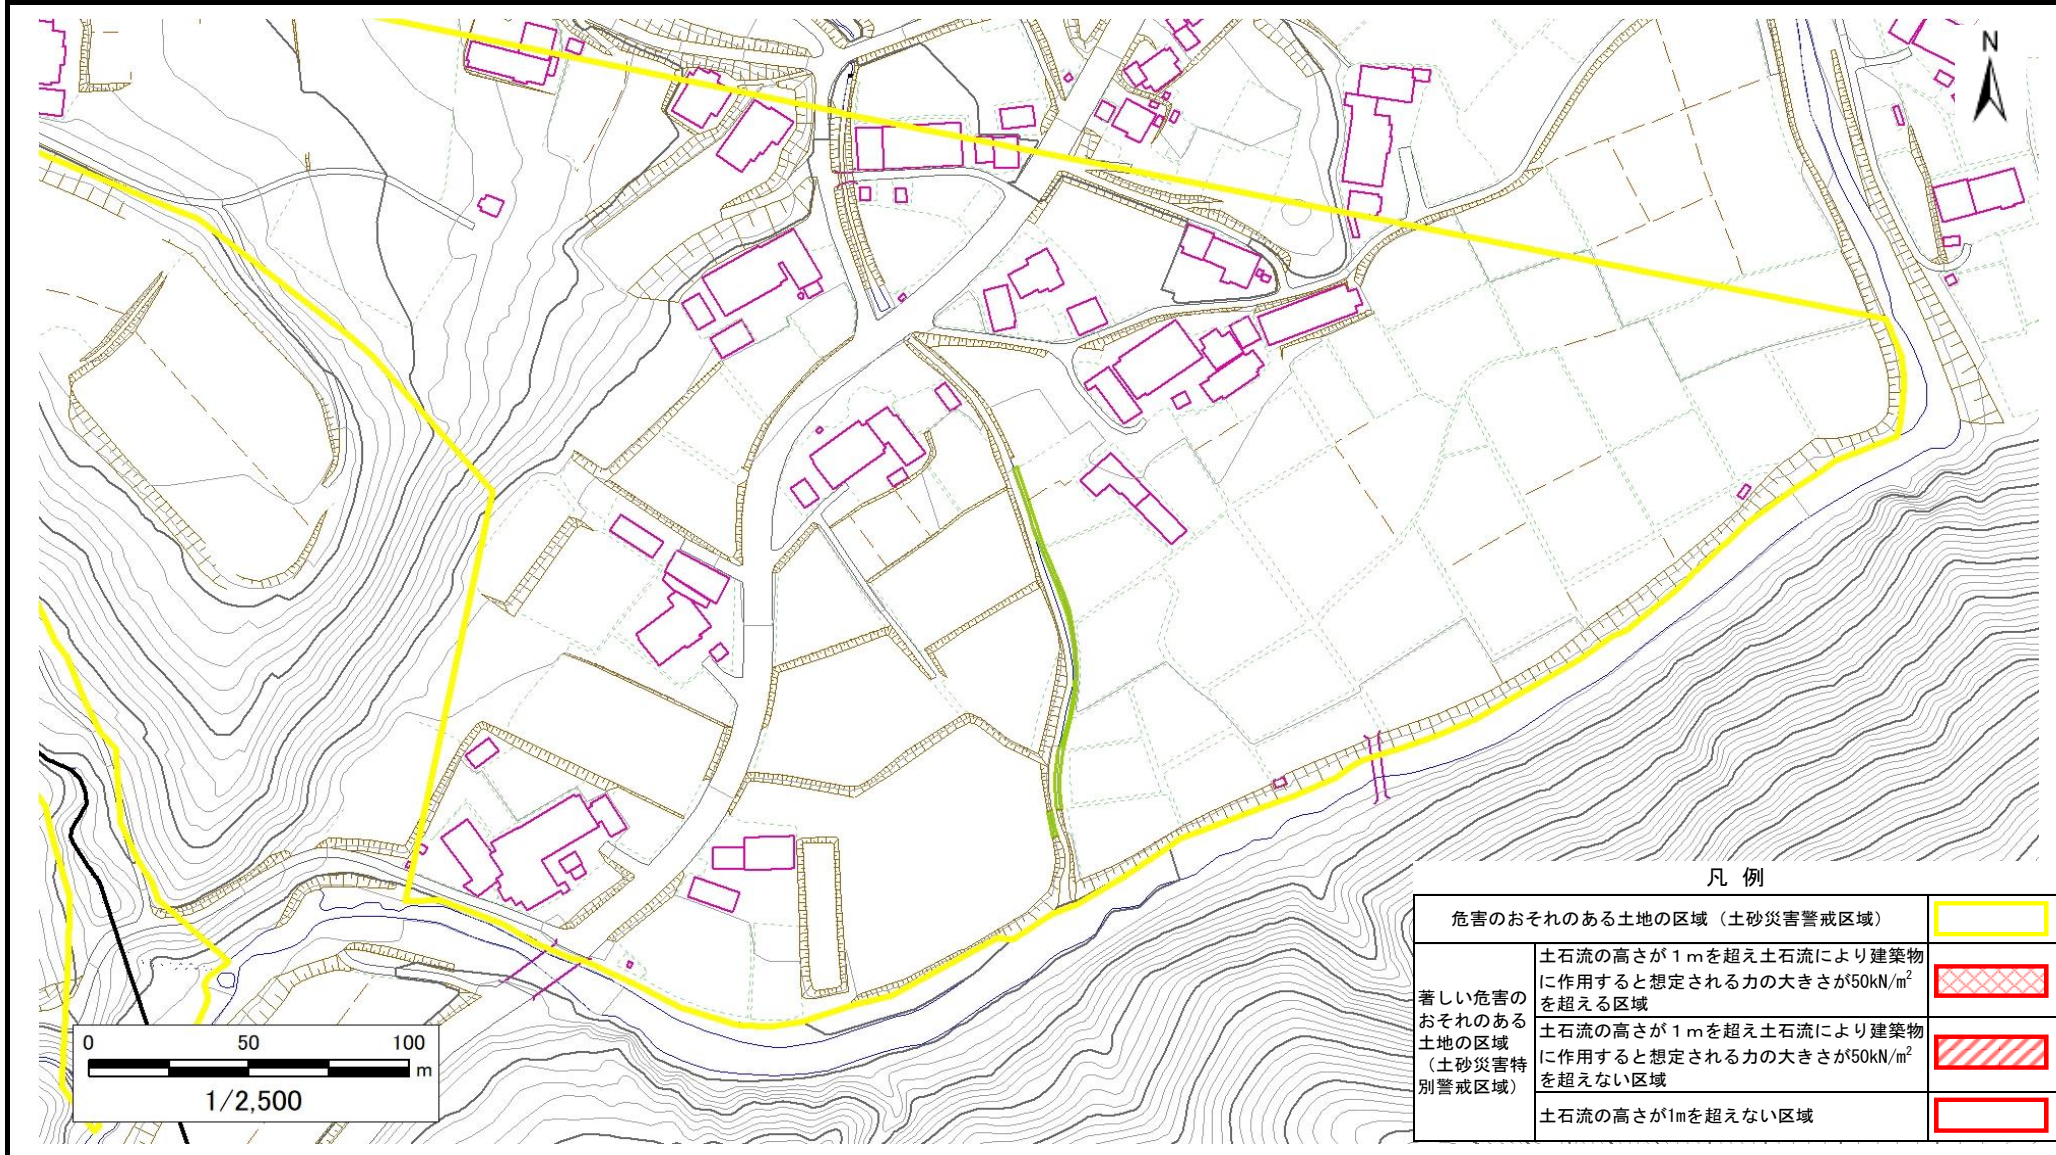 N
凡 例
危害のおそれのある土地の区域（土砂災害警戒区域）
著しい危害の
おそれのある
土地の区域
（土砂災害特
別警戒区域）
土石流の高さが１ｍを超え土石流により建築物
に作用すると想定される力の大きさが50kN/m²
を超える区域
土石流の高さが１ｍを超え土石流により建築物
に作用すると想定される力の大きさが50kN/m²
を超えない区域
土石流の高さが1mを超えない区域
0 50 100
m
1/2,500